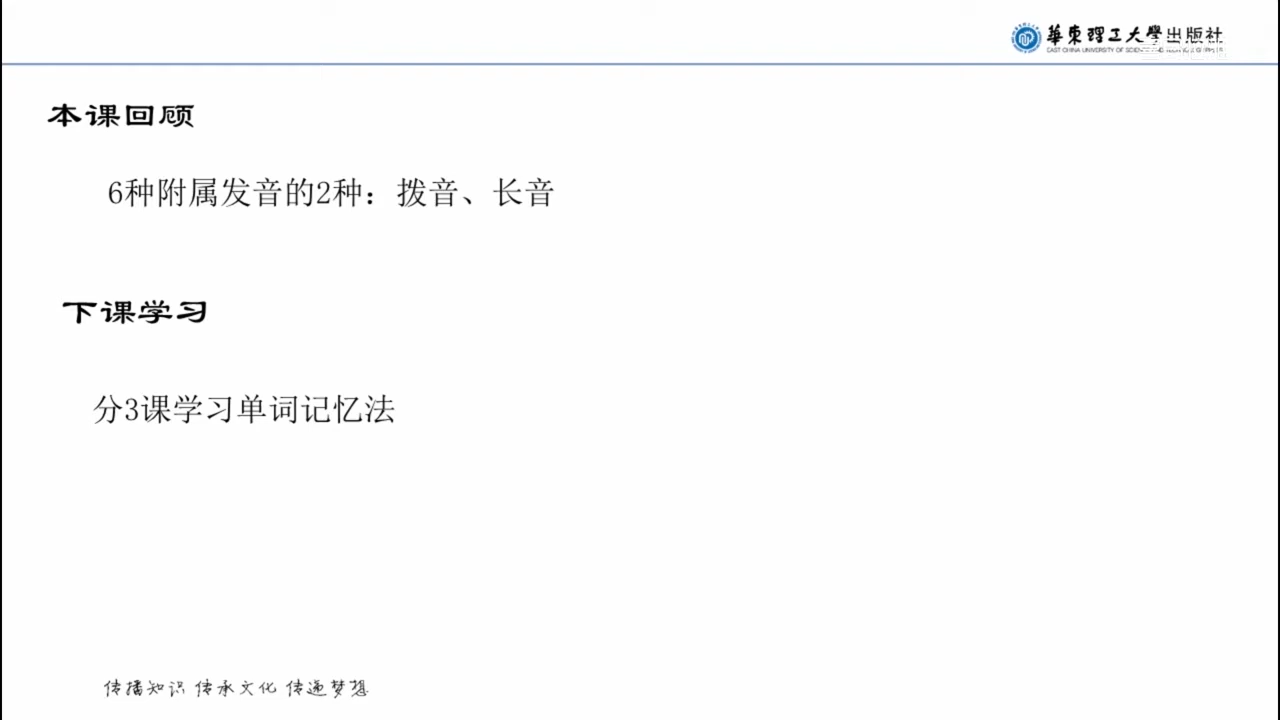 華東理工大學出版社
本课回顾
6种附属发音的2种：拨音、长音
下课学习
分3课学习单词记忆法
传播知识 传承文化 传递梦想